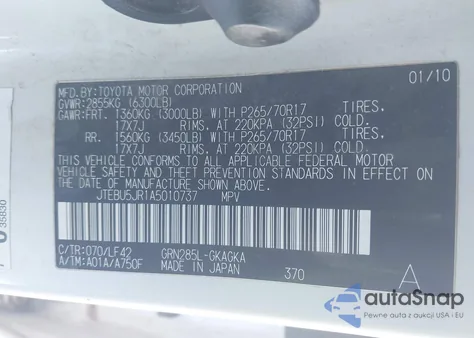 MFD.BY:TOYOTA MOTOR CORPORATION 01/10
GVWR:2855KG (6300LB)
GAWR:FRT. 1360KG (3000LB) WITH P265/70R17 TIRES.
17X7J RIMS. AT 220KPA (32PSI) COLD.
RR. 1560KG (3450LB) WITH P265/70R17 TIRES.
17X7J RIMS. AT 220KPA (32PSI) COLD.
THIS VEHICLE CONFORMS TO ALL APPLICABLE FEDERAL MOTOR
VEHICLE SAFETY AND THEFT PREVENTION STANDARDS IN EFFECT
ON THE DATE OF MANUFACTURE SHOWN ABOVE.
JTEBU5JR1A5010737 MPV
C/TR:070/LF42 GRN285L-GKAGKA
A/TM:A01A/A750F MADE IN JAPAN 370 A
35830
autaSnap
Pewne auta z USA i EU